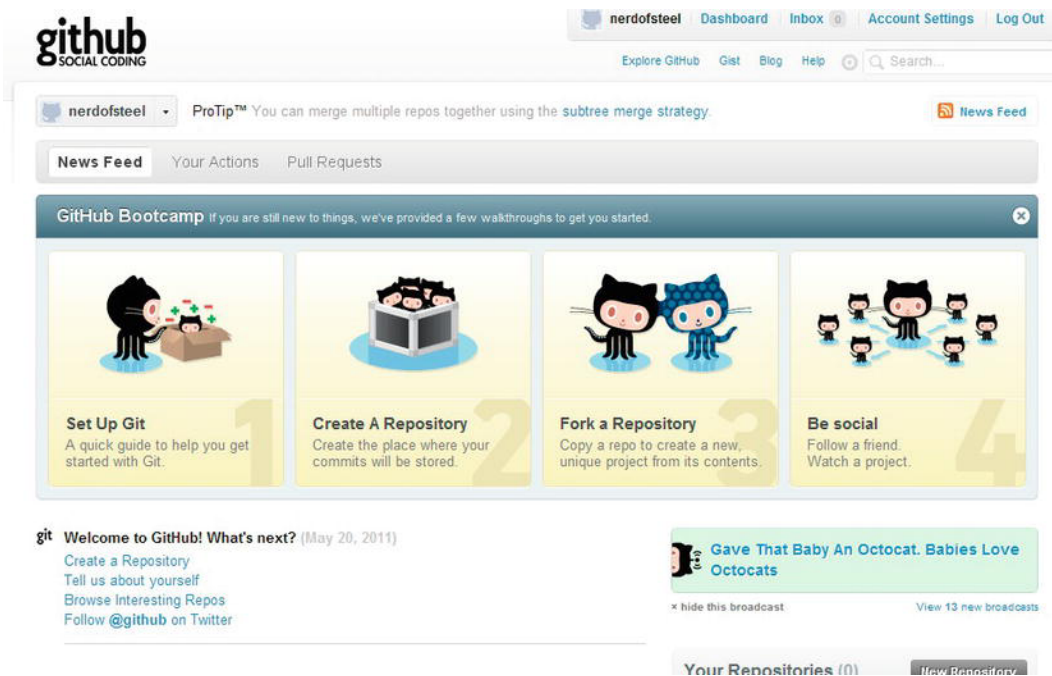 github
SOCIAL CODING
nerdofsteel Dashboard Inbox 0 Account Settings Log Out
Explore GitHub Gist Blog Help Search...
nerdofsteel ProTip™ You can merge multiple repos together using the subtree merge strategy.
News Feed
News Feed Your Actions Pull Requests
GitHub Bootcamp If you are still new to things, we've provided a few walkthroughs to get you started.
1
Set Up Git
A quick guide to help you get
started with Git.
2
Create A Repository
Create the place where your
commits will be stored.
3
Fork a Repository
Copy a repo to create a new,
unique project from its contents.
4
Be social
Follow a friend.
Watch a project.
git Welcome to GitHub! What's next? (May 20, 2011)
Create a Repository
Tell us about yourself
Browse Interesting Repos
Follow @github on Twitter
Gave That Baby An Octocat. Babies Love
Octocats
× hide this broadcast View 13 new broadcasts
Your Repositories (0) New Repository